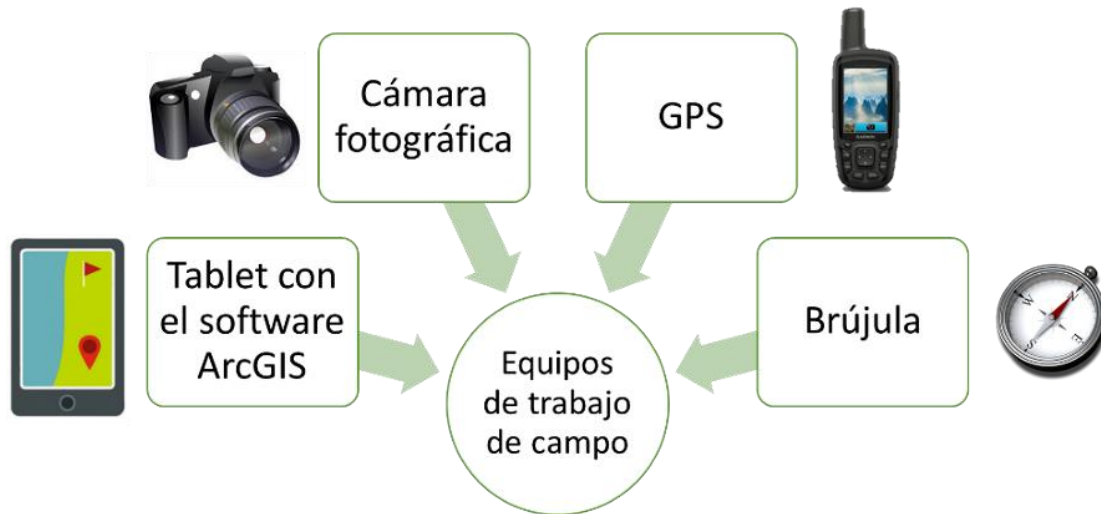 Cámara
fotográfica
GPS
Tablet con
el software
ArcGIS
Brújula
Equipos
de trabajo
de campo
N
W
E
S